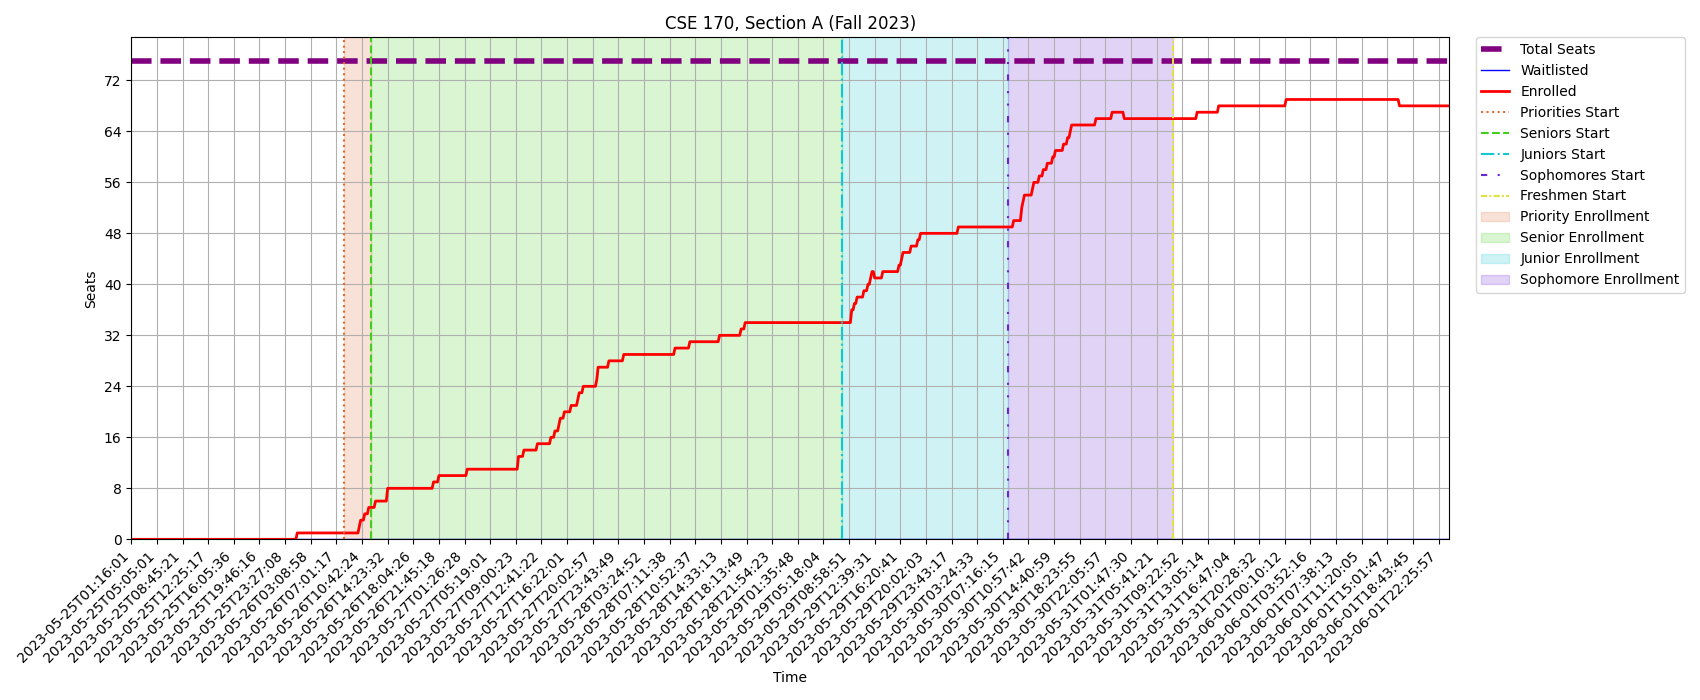 CSE 170, Section A (Fall 2023)
Seats
72
64
56
48
40
32
24
16
8
0
2023-05-25T01:16:01
2023-05-25T05:05:01
2023-05-25T08:45:21
2023-05-25T12:25:17
2023-05-25T16:05:36
2023-05-25T19:46:16
2023-05-25T23:27:08
2023-05-26T03:08:58
2023-05-26T07:01:17
2023-05-26T10:42:24
2023-05-26T14:23:32
2023-05-26T18:04:26
2023-05-26T21:45:18
2023-05-27T01:26:28
2023-05-27T05:19:01
2023-05-27T09:00:23
2023-05-27T12:41:22
2023-05-27T16:22:01
2023-05-27T20:02:57
2023-05-27T23:43:49
2023-05-28T03:24:52
2023-05-28T07:11:38
2023-05-28T10:52:37
2023-05-28T14:33:13
2023-05-28T18:13:49
2023-05-28T21:54:23
2023-05-29T01:35:48
2023-05-29T05:18:04
2023-05-29T08:58:51
2023-05-29T12:39:31
2023-05-29T16:20:41
2023-05-29T20:02:03
2023-05-29T23:43:17
2023-05-30T03:24:33
2023-05-30T07:16:15
2023-05-30T10:57:42
2023-05-30T14:40:59
2023-05-30T18:23:55
2023-05-30T22:05:57
2023-05-31T01:47:30
2023-05-31T05:41:21
2023-05-31T09:22:52
2023-05-31T13:05:14
2023-05-31T16:47:04
2023-05-31T20:28:32
2023-06-01T00:10:12
2023-06-01T03:52:16
2023-06-01T07:38:13
2023-06-01T11:20:05
2023-06-01T15:01:47
2023-06-01T18:43:45
2023-06-01T22:25:57
Time
Total Seats
Waitlisted
Enrolled
Priorities Start
Seniors Start
Juniors Start
Sophomores Start
Freshmen Start
Priority Enrollment
Senior Enrollment
Junior Enrollment
Sophomore Enrollment